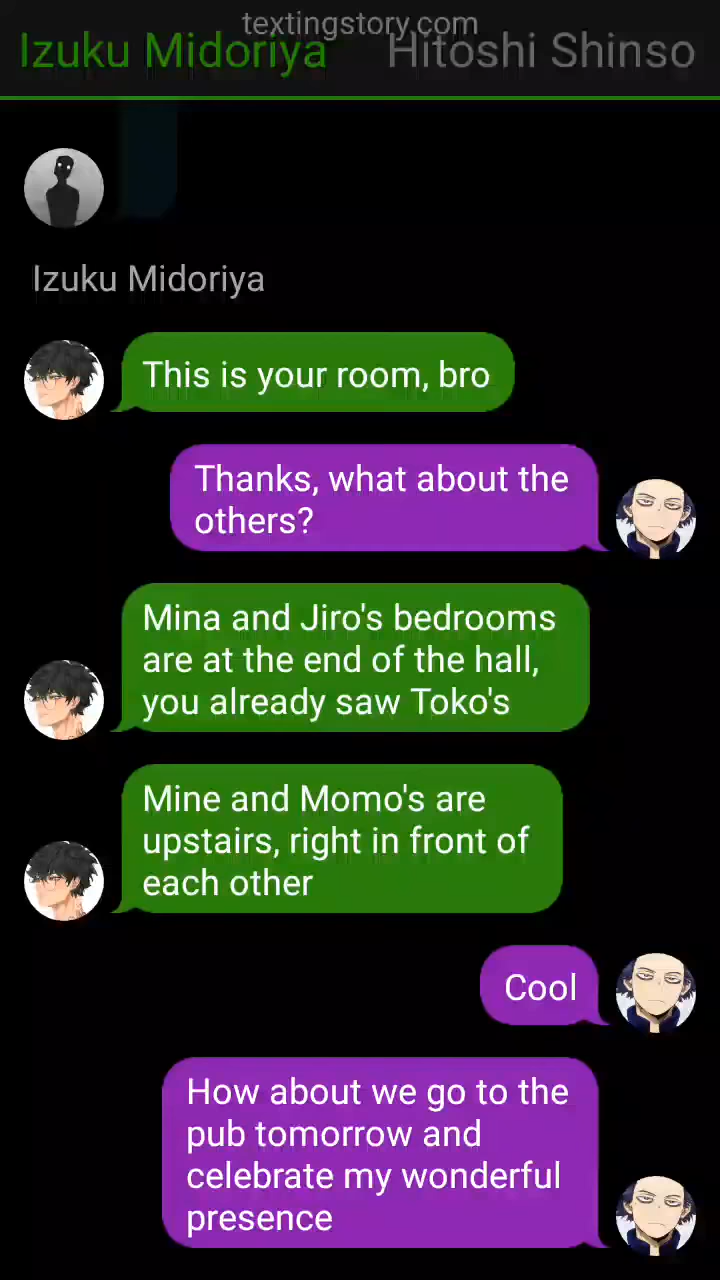 textingstory.com
Izuku Midoriya Hitoshi Shinso
Izuku Midoriya
This is your room, bro
Thanks, what about the
others?
Mina and Jiro's bedrooms
are at the end of the hall,
you already saw Toko's
Mine and Momo's are
upstairs, right in front of
each other
Cool
How about we go to the
pub tomorrow and
celebrate my wonderful
presence